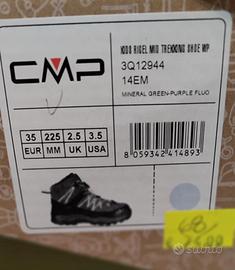 KIDS RIGEL MID TREKKING SHOE WP
3Q12944
14EM
MINERAL GREEN-PURPLE FLUO
CMP
35 225 2.5 3.5
EUR MM UK USA
8 059342 414893
68